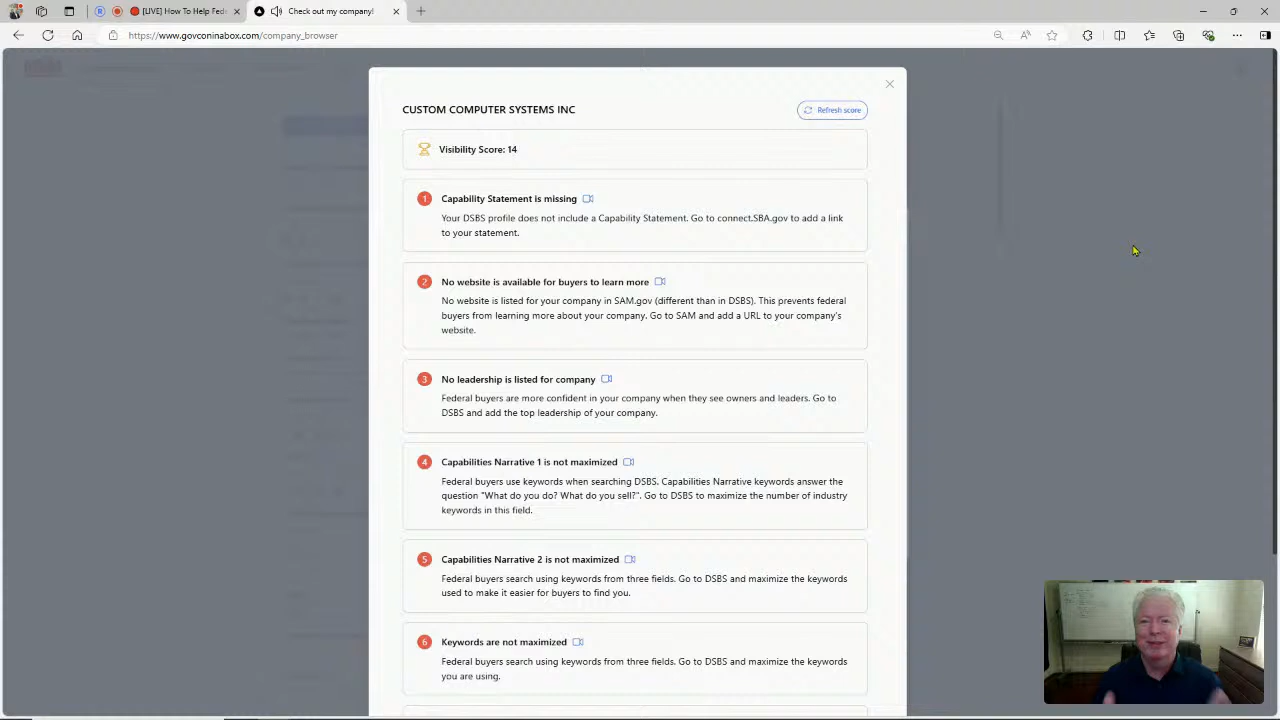 [LIVE] How To Help Fed
Check out my company!
https://www.govconinabox.com/company_browser
CUSTOM COMPUTER SYSTEMS INC
Refresh score
Visibility Score: 14
1 Capability Statement is missing
Your DSBS profile does not include a Capability Statement. Go to connect.SBA.gov to add a link
to your statement.
2 No website is available for buyers to learn more
No website is listed for your company in SAM.gov (different than in DSBS). This prevents federal
buyers from learning more about your company. Go to SAM and add a URL to your company's
website.
3 No leadership is listed for company
Federal buyers are more confident in your company when they see owners and leaders. Go to
DSBS and add the top leadership of your company.
4 Capabilities Narrative 1 is not maximized
Federal buyers use keywords when searching DSBS. Capabilities Narrative keywords answer the
question "What do you do? What do you sell?". Go to DSBS to maximize the number of industry
keywords in this field.
5 Capabilities Narrative 2 is not maximized
Federal buyers search using keywords from three fields. Go to DSBS and maximize the keywords
used to make it easier for buyers to find you.
6 Keywords are not maximized
Federal buyers search using keywords from three fields. Go to DSBS and maximize the keywords
you are using.